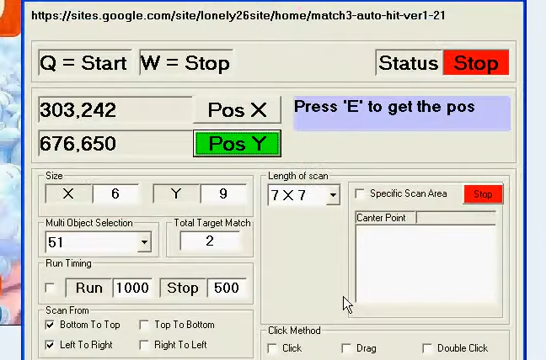 https://sites.google.com/site/lonely26site/home/match3-auto-hit-ver1-21
Q = Start W = Stop Status Stop
303,242 Pos X Press 'E' to get the pos
676,650 Pos Y
Size Length of scan
X 6 Y 9 7 X 7 Specific Scan Area Stop
Canter Point
Multi Object Selection Total Target Match
51 2
Run Timing
Run 1000 Stop 500
Scan From
Bottom To Top Top To Bottom
Left To Right Right To Left
Click Method
Click Drag Double Click